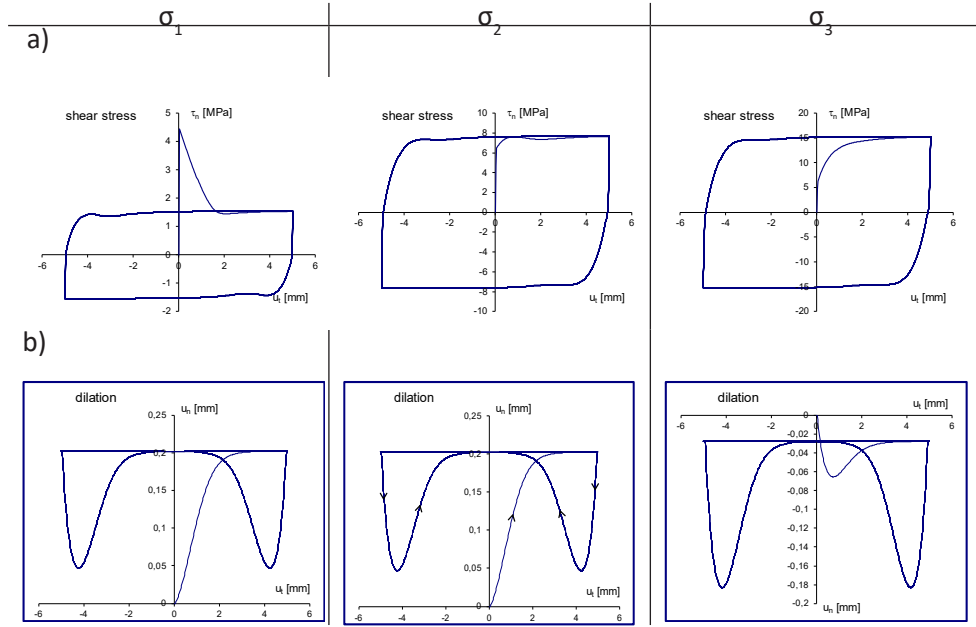 σ1 σ2 σ3
a)
shear stress τn [MPa]
5
4
3
2
1
0
-1
-2
-6 -4 -2 0 2 4 6
ut [mm]
shear stress τn [MPa]
10
8
6
4
2
0
-2
-4
-6
-8
-10
-6 -4 -2 0 2 4 6
ut [mm]
shear stress τn [MPa]
20
15
10
5
0
-5
-10
-15
-20
-6 -4 -2 0 2 4 6
ut [mm]
b)
dilation
un [mm]
0,25
0,2
0,15
0,1
0,05
0
ut [mm]
-6 -4 -2 0 2 4 6
dilation
un [mm]
0,25
0,2
0,15
0,1
0,05
0
ut [mm]
-6 -4 -2 0 2 4 6
dilation
ut [mm]
-6 -4 -2 0 2 4 6
0
-0,02
-0,04
-0,06
-0,08
-0,1
-0,12
-0,14
-0,16
-0,18
-0,2
un [mm]